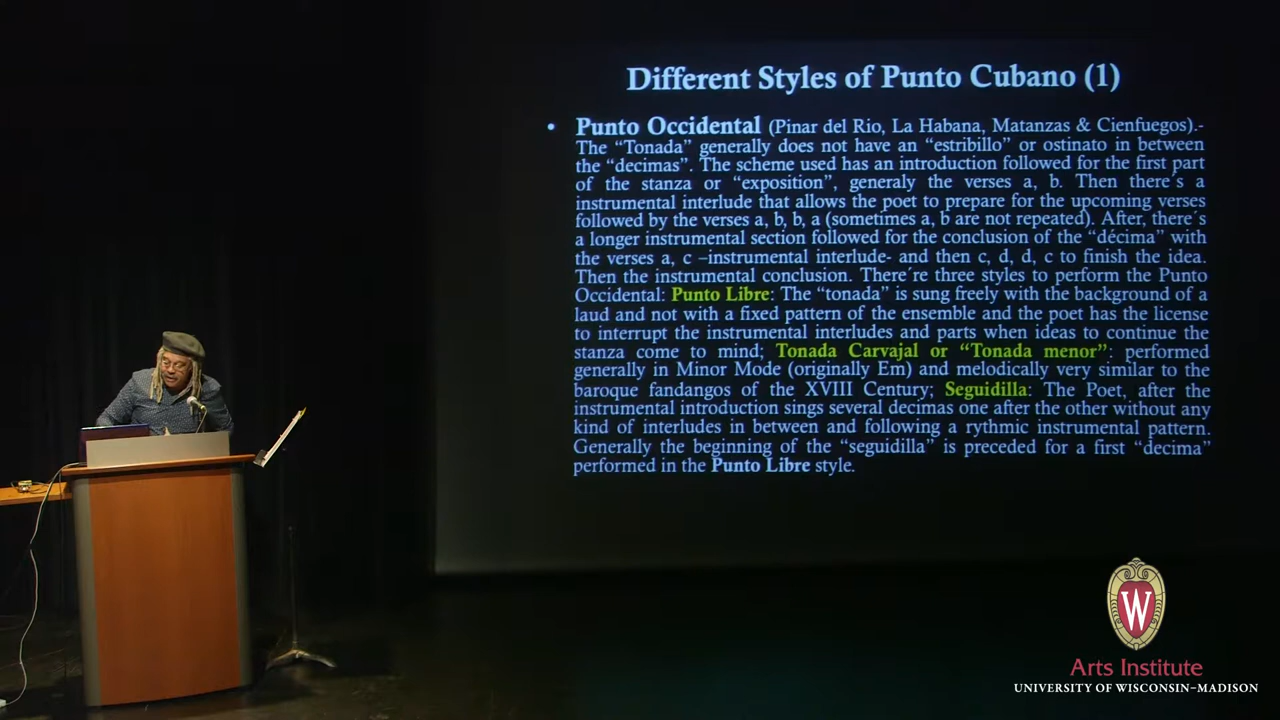 Different Styles of Punto Cubano (1)
• Punto Occidental (Pinar del Rio, La Habana, Matanzas & Cienfuegos).-
The “Tonada” generally does not have an “estribillo” or ostinato in between
the “decimas”. The scheme used has an introduction followed for the first part
of the stanza or “exposition”, generaly the verses a, b. Then there´s a
instrumental interlude that allows the poet to prepare for the upcoming verses
followed by the verses a, b, b, a (sometimes a, b are not repeated). After, there´s
a longer instrumental section followed for the conclusion of the “décima” with
the verses a, c –instrumental interlude- and then c, d, d, c to finish the idea.
Then the instrumental conclusion. There´re three styles to perform the Punto
Occidental: Punto Libre: The “tonada” is sung freely with the background of a
laud and not with a fixed pattern of the ensemble and the poet has the license
to interrupt the instrumental interludes and parts when ideas to continue the
stanza come to mind; Tonada Carvajal or “Tonada menor”: performed
generally in Minor Mode (originally Em) and melodically very similar to the
baroque fandangos of the XVIII Century; Seguidilla: The Poet, after the
instrumental introduction sings several decimas one after the other without any
kind of interludes in between and following a rythmic instrumental pattern.
Generally the beginning of the “seguidilla” is preceded for a first “decima”
performed in the Punto Libre style.
W
Arts Institute
UNIVERSITY OF WISCONSIN–MADISON